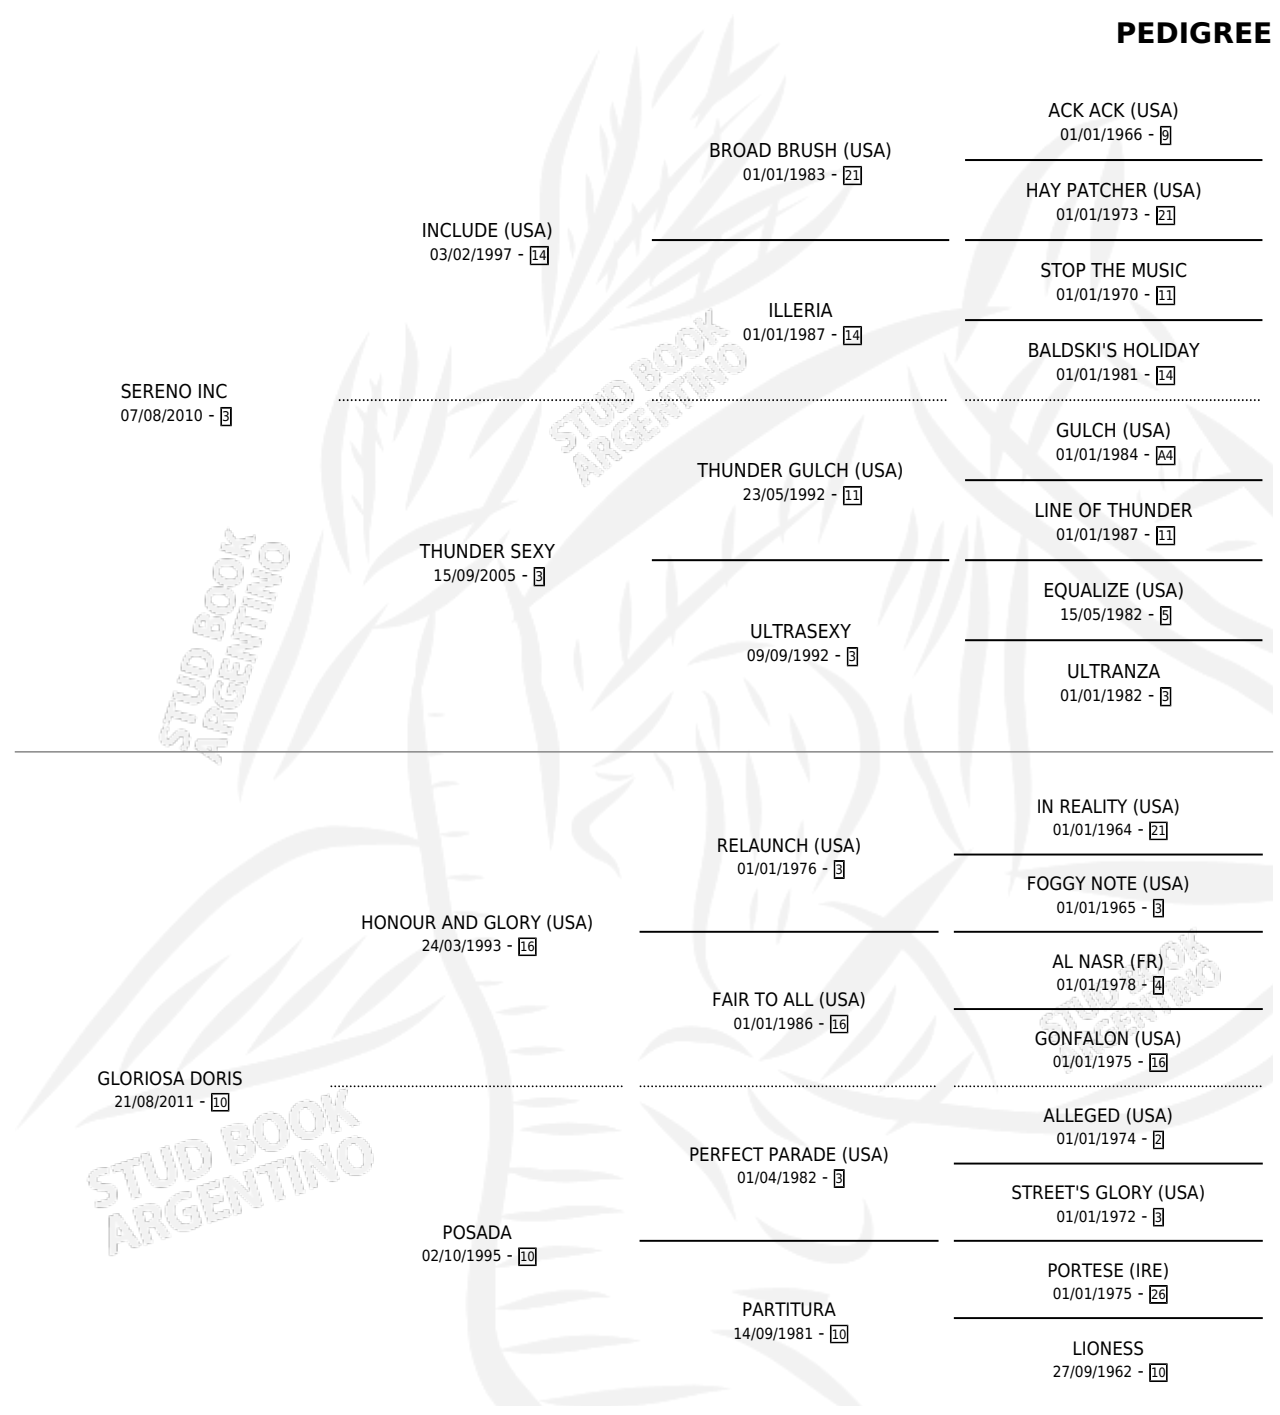 PEDIGREE
ACK ACK (USA)
01/01/1966 - 9
BROAD BRUSH (USA)
01/01/1983 - 21
HAY PATCHER (USA)
01/01/1973 - 21
INCLUDE (USA)
03/02/1997 - 14
STOP THE MUSIC
01/01/1970 - 11
ILLERIA
01/01/1987 - 14
BALDSKI'S HOLIDAY
01/01/1981 - 14
SERENO INC
07/08/2010 - 3
GULCH (USA)
01/01/1984 - A4
THUNDER GULCH (USA)
23/05/1992 - 11
LINE OF THUNDER
01/01/1987 - 11
THUNDER SEXY
15/09/2005 - 3
EQUALIZE (USA)
15/05/1982 - 5
ULTRASEXY
09/09/1992 - 3
ULTRANZA
01/01/1982 - 3
IN REALITY (USA)
01/01/1964 - 21
RELAUNCH (USA)
01/01/1976 - 3
FOGGY NOTE (USA)
01/01/1965 - 3
HONOUR AND GLORY (USA)
24/03/1993 - 16
AL NASR (FR)
01/01/1978 - 4
FAIR TO ALL (USA)
01/01/1986 - 16
GONFALON (USA)
01/01/1975 - 16
GLORIOSA DORIS
21/08/2011 - 10
ALLEGED (USA)
01/01/1974 - 2
PERFECT PARADE (USA)
01/04/1982 - 3
STREET'S GLORY (USA)
01/01/1972 - 3
POSADA
02/10/1995 - 10
PORTESE (IRE)
01/01/1975 - 26
PARTITURA
14/09/1981 - 10
LIONESS
27/09/1962 - 10
STUD BOOK
ARGENTINO
STUD BOOK
ARGENTINO
STUD BOOK
ARGENTINO
STUD BOOK
ARGENTINO